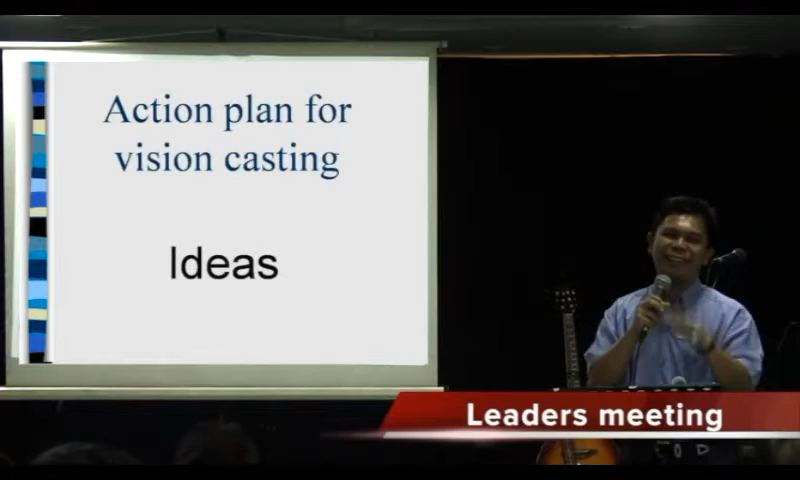 Action plan for
vision casting
Ideas
Leaders meeting